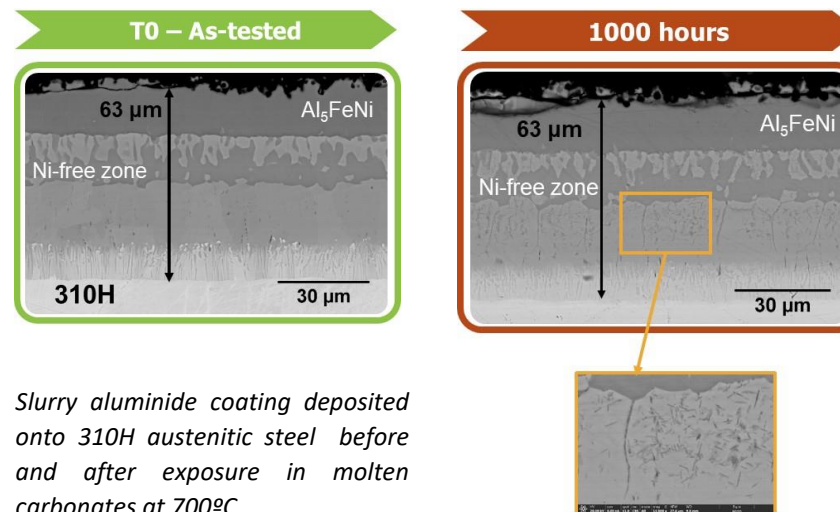 T0 – As-tested
1000 hours
63 µm
Al₅FeNi
Ni-free zone
310H
30 µm
63 µm
Al₅FeNi
Ni-free zone
30 µm
Slurry aluminide coating deposited
onto 310H austenitic steel before
and after exposure in molten
carbonates at 700ºC